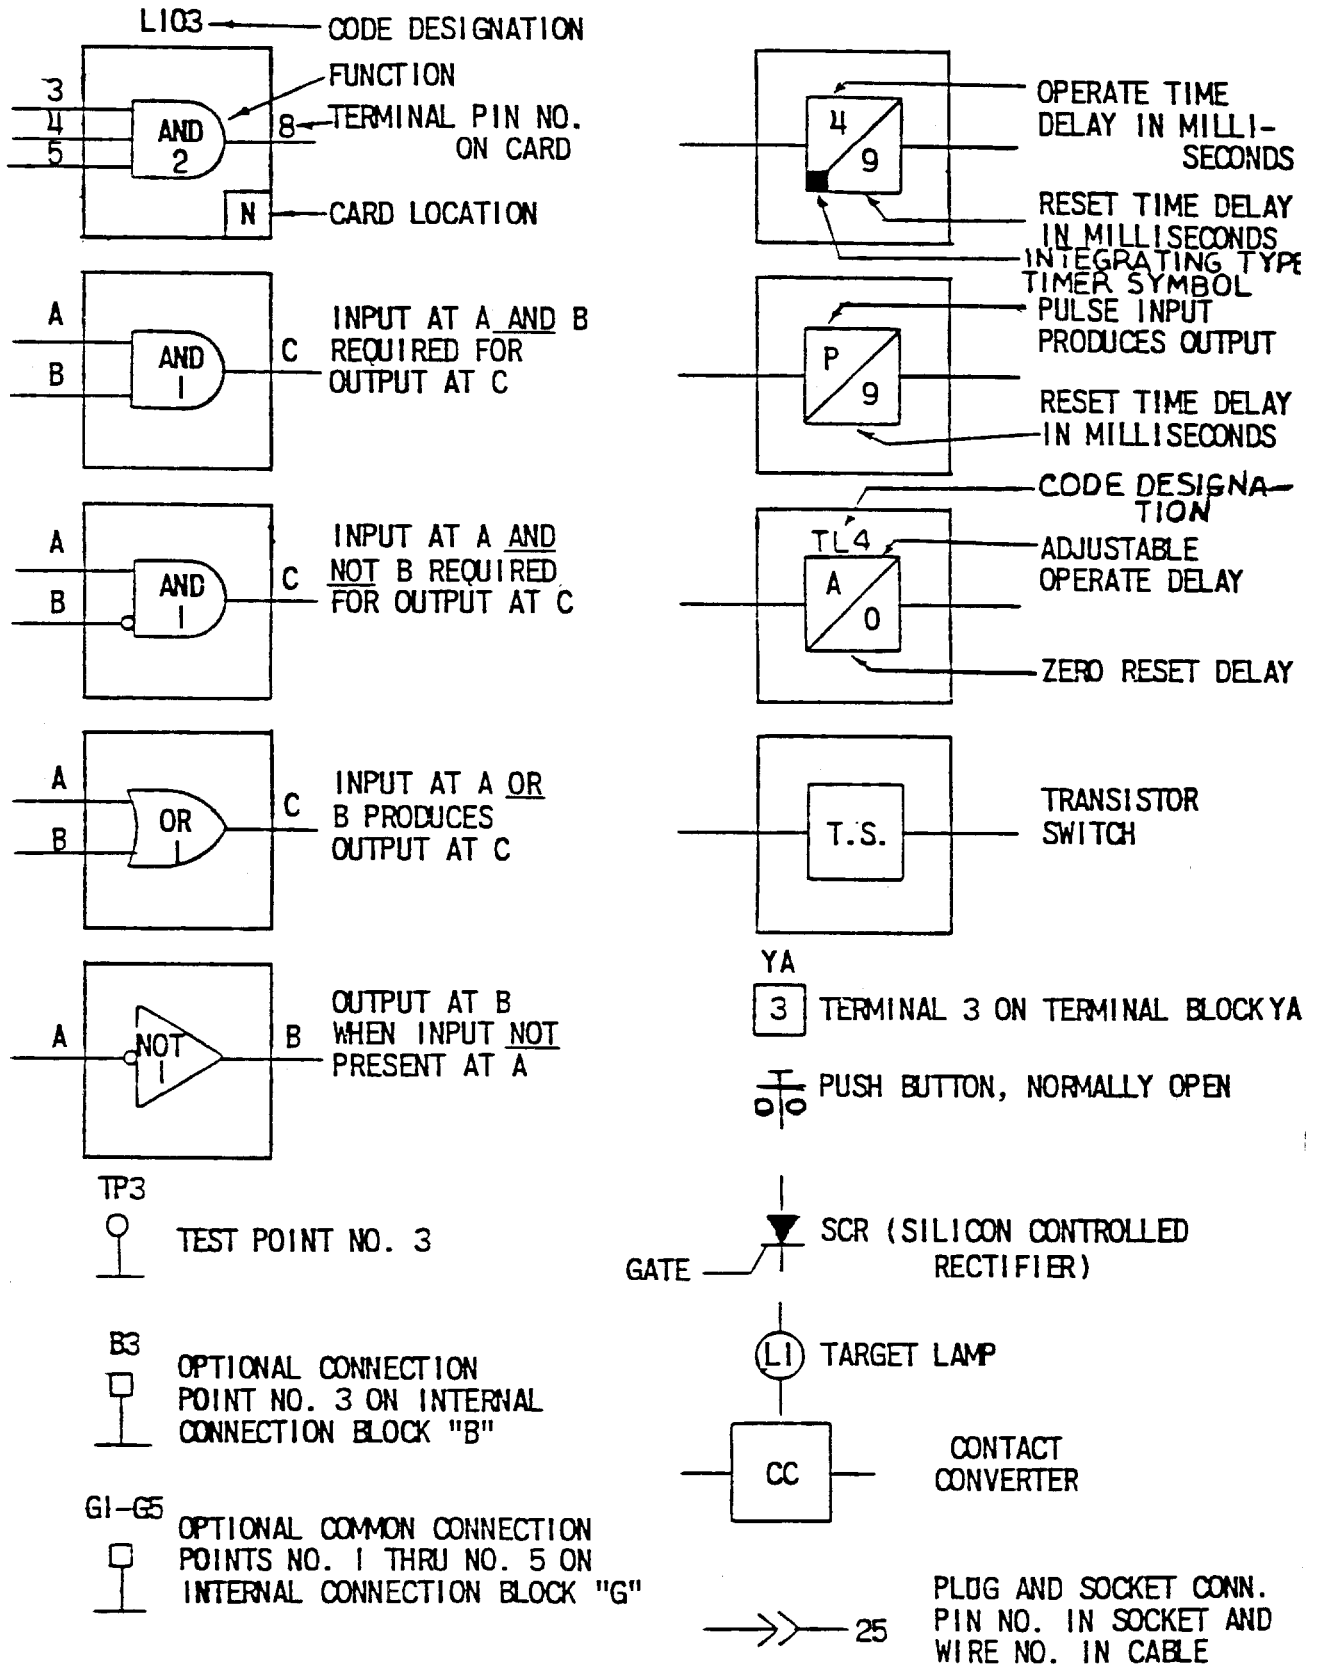 L103
CODE DESIGNATION
FUNCTION
3
4
5
AND
2
8
TERMINAL PIN NO.
ON CARD
N
CARD LOCATION
A
B
AND
1
C
INPUT AT A AND B
REQUIRED FOR
OUTPUT AT C
A
B
AND
1
C
INPUT AT A AND
NOT B REQUIRED
FOR OUTPUT AT C
A
B
OR
1
C
INPUT AT A OR
B PRODUCES
OUTPUT AT C
A
NOT
1
B
OUTPUT AT B
WHEN INPUT NOT
PRESENT AT A
TP3
TEST POINT NO. 3
B3
OPTIONAL CONNECTION
POINT NO. 3 ON INTERNAL
CONNECTION BLOCK "B"
G1-G5
OPTIONAL COMMON CONNECTION
POINTS NO. 1 THRU NO. 5 ON
INTERNAL CONNECTION BLOCK "G"
4
9
OPERATE TIME
DELAY IN MILLI-
SECONDS
RESET TIME DELAY
IN MILLISECONDS
INTEGRATING TYPE
TIMER SYMBOL
P
9
PULSE INPUT
PRODUCES OUTPUT
RESET TIME DELAY
IN MILLISECONDS
CODE DESIGNA-
TION
TL4
A
0
ADJUSTABLE
OPERATE DELAY
ZERO RESET DELAY
T.S.
TRANSISTOR
SWITCH
YA
3
TERMINAL 3 ON TERMINAL BLOCK YA
PUSH BUTTON, NORMALLY OPEN
SCR (SILICON CONTROLLED
RECTIFIER)
GATE
L1
TARGET LAMP
CC
CONTACT
CONVERTER
25
PLUG AND SOCKET CONN.
PIN NO. IN SOCKET AND
WIRE NO. IN CABLE